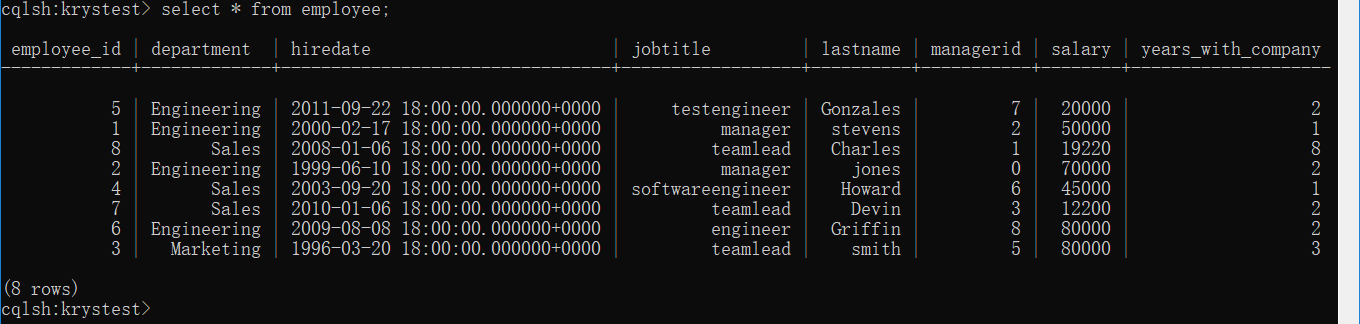 cqlsh:krystest> select * from employee;
employee_id | department | hiredate | jobtitle | lastname | managerid | salary | years_with_company
5 | Engineering | 2011-09-22 18:00:00.000000+0000 | testengineer | Gonzales | 7 | 20000 | 2
1 | Engineering | 2000-02-17 18:00:00.000000+0000 | manager | stevens | 2 | 50000 | 1
8 | Sales | 2008-01-06 18:00:00.000000+0000 | teamlead | Charles | 1 | 19220 | 8
2 | Engineering | 1999-06-10 18:00:00.000000+0000 | manager | jones | 0 | 70000 | 2
4 | Sales | 2003-09-20 18:00:00.000000+0000 | softwareengineer | Howard | 6 | 45000 | 1
7 | Sales | 2010-01-06 18:00:00.000000+0000 | teamlead | Devin | 3 | 12200 | 2
6 | Engineering | 2009-08-08 18:00:00.000000+0000 | engineer | Griffin | 8 | 80000 | 2
3 | Marketing | 1996-03-20 18:00:00.000000+0000 | teamlead | smith | 5 | 80000 | 3
(8 rows)
cqlsh:krystest>